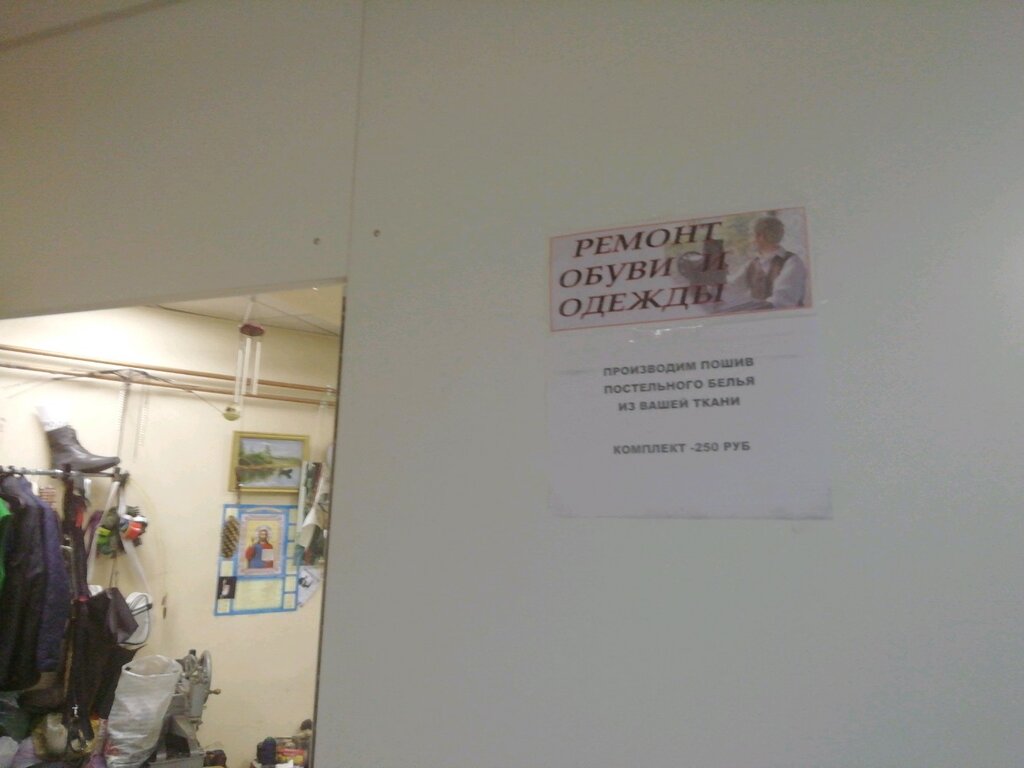 РЕМОНТ
ОБУВИ И
ОДЕЖДЫ
ПРОИЗВОДИМ ПОШИВ
ПОСТЕЛЬНОГО БЕЛЬЯ
ИЗ ВАШЕЙ ТКАНИ
КОМПЛЕКТ -250 РУБ